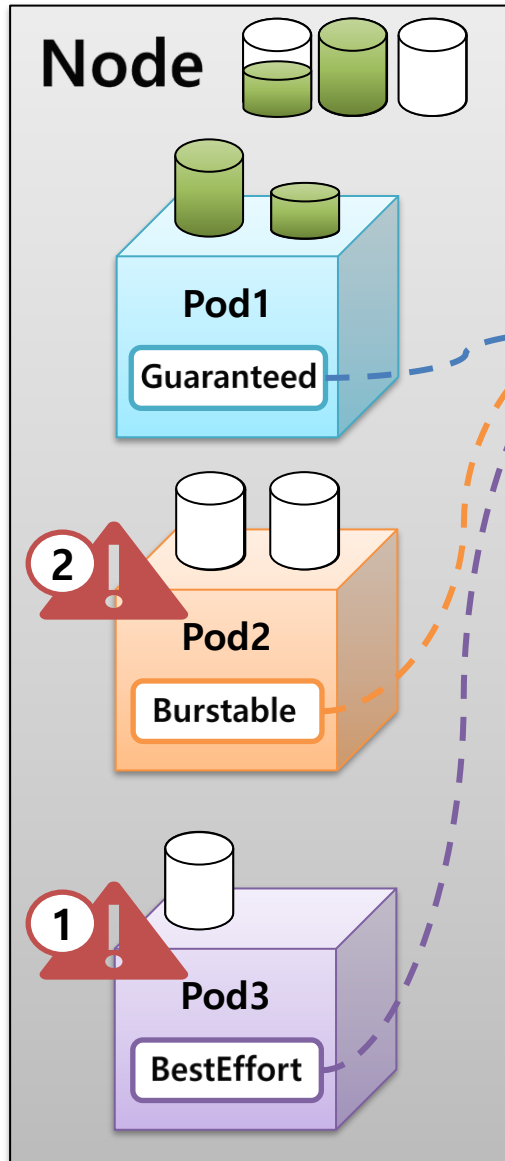 Node
Pod1
Guaranteed
2
Pod2
Burstable
1
Pod3
BestEffort